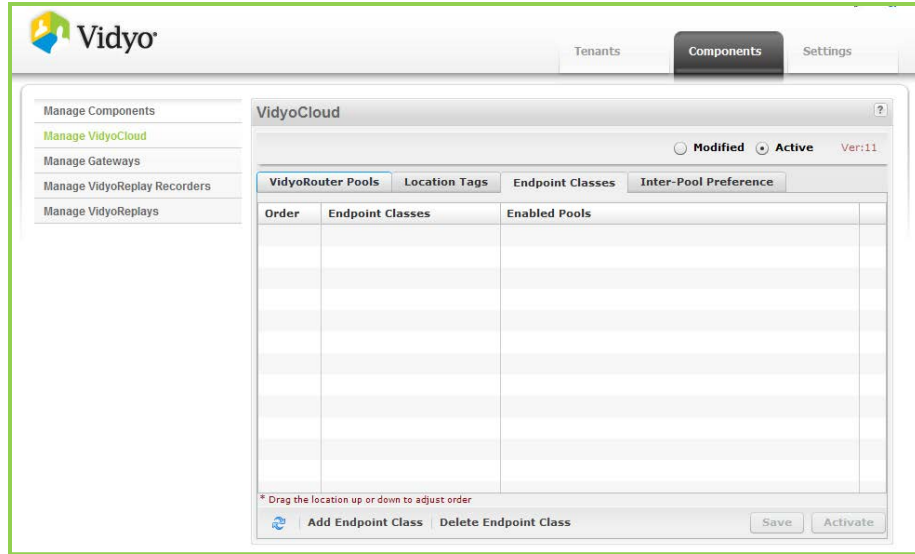 Vidyo
Tenants Components Settings
Manage Components
Manage VidyoCloud
Manage Gateways
Manage VidyoReplay Recorders
Manage VidyoReplays
VidyoCloud ?
Modified Active Ver:11
VidyoRouter Pools Location Tags Endpoint Classes Inter-Pool Preference
Order Endpoint Classes Enabled Pools
* Drag the location up or down to adjust order
Add Endpoint Class Delete Endpoint Class Save Activate